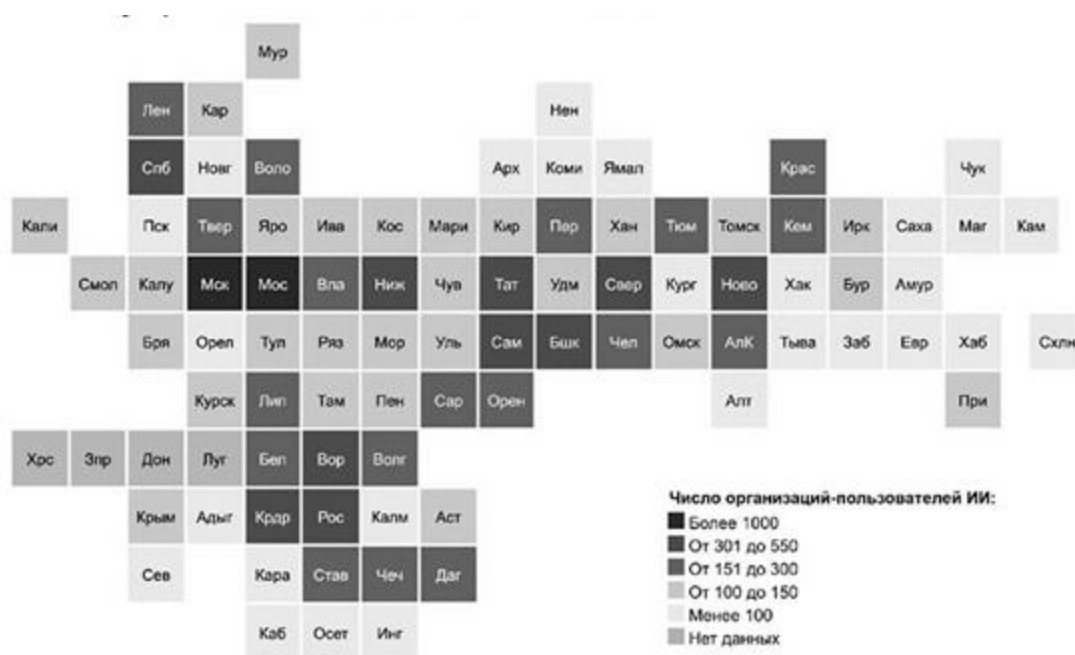 Мур
Лен Кар Нен
Спб Новг Воло Арх Коми Ямал Крас Чук
Кали Пск Твер Яро Ива Кос Мари Кир Пер Хан Тюм Томск Кем Ирк Саха Маг Кам
Смол Калу Мск Мос Вла Ниж Чув Тат Удм Свер Кург Ново Хак Бур Амур
Бря Орел Тул Ряз Мор Уль Сам Бшк Чел Омск АлК Тыва Заб Евр Хаб Схлн
Курск Лип Там Пен Сар Орен Алт При
Хрс Зпр Дон Луг Бел Вор Волг
Крым Адыг Крдр Рос Калм Аст
Сев Кара Став Чеч Даг
Каб Осет Инг
Число организаций-пользователей ИИ:
Более 1000
От 301 до 550
От 151 до 300
От 100 до 150
Менее 100
Нет данных